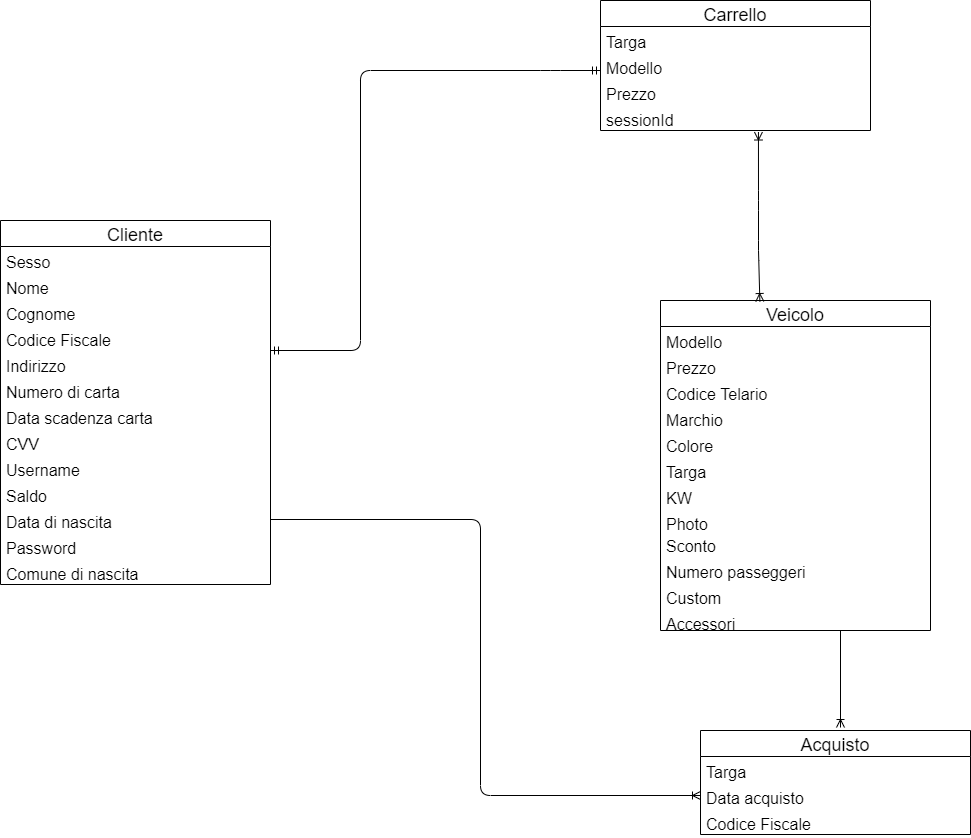 Carrello
Targa
Modello
Prezzo
sessionId
Cliente
Sesso
Nome
Cognome
Codice Fiscale
Indirizzo
Numero di carta
Data scadenza carta
CVV
Username
Saldo
Data di nascita
Password
Comune di nascita
Veicolo
Modello
Prezzo
Codice Telario
Marchio
Colore
Targa
KW
Photo
Sconto
Numero passeggeri
Custom
Accessori
Acquisto
Targa
Data acquisto
Codice Fiscale